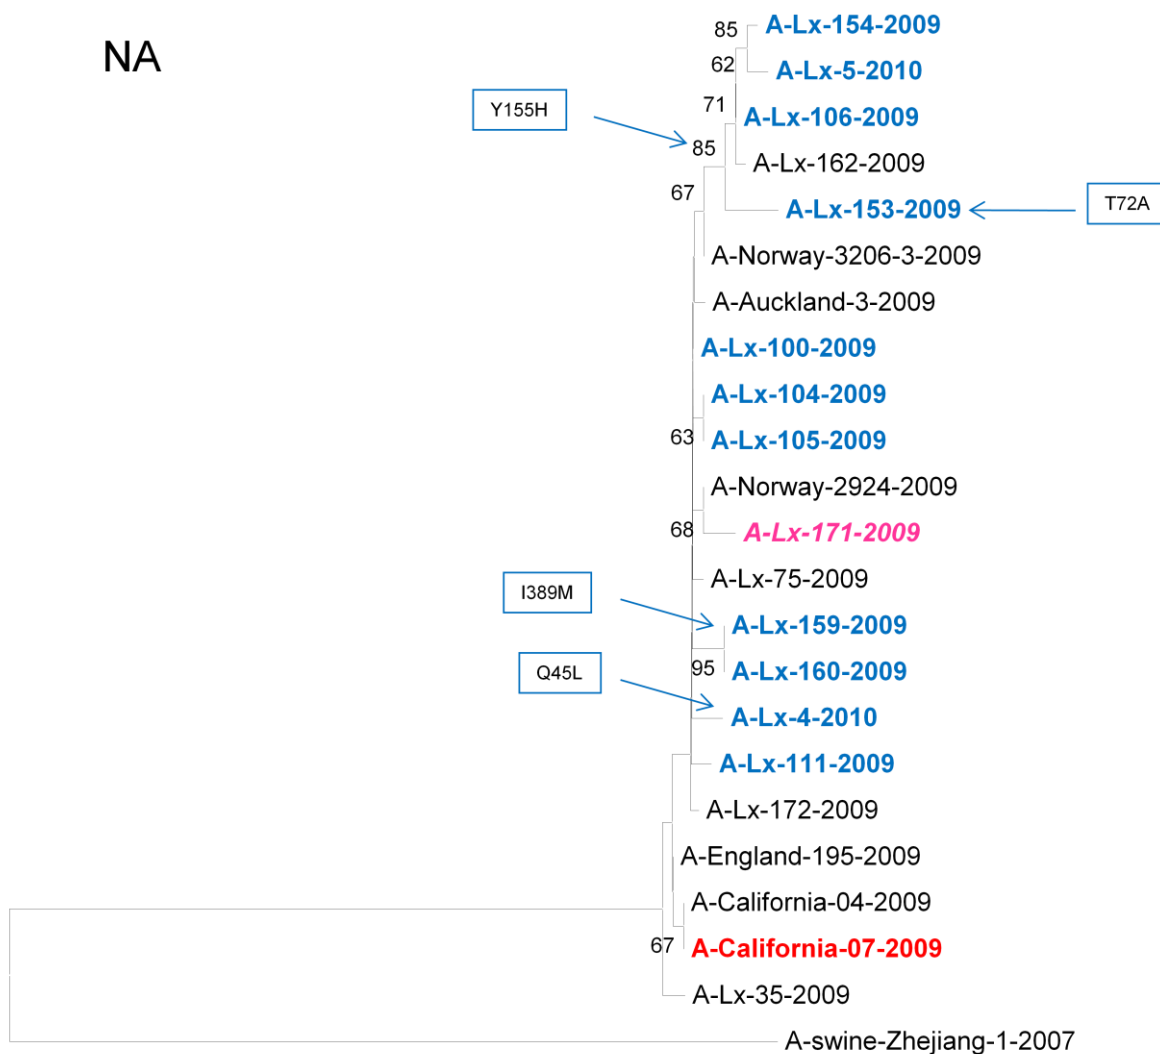 NA
85
A-Lx-154-2009
62
A-Lx-5-2010
Y155H
71
A-Lx-106-2009
85
A-Lx-162-2009
67
A-Lx-153-2009
T72A
A-Norway-3206-3-2009
A-Auckland-3-2009
A-Lx-100-2009
A-Lx-104-2009
63
A-Lx-105-2009
A-Norway-2924-2009
68
A-Lx-171-2009
A-Lx-75-2009
I389M
A-Lx-159-2009
Q45L
95
A-Lx-160-2009
A-Lx-4-2010
A-Lx-111-2009
A-Lx-172-2009
A-England-195-2009
A-California-04-2009
67
A-California-07-2009
A-Lx-35-2009
A-swine-Zhejiang-1-2007